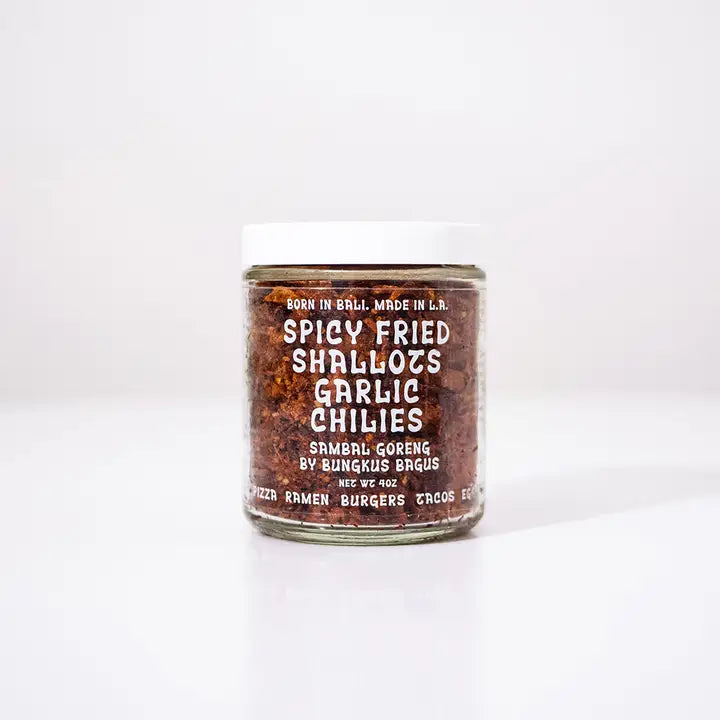 BORN IN BALI. MADE IN L.A.
SPICY FRIED
SHALLOTS
GARLIC
CHILIES
SAMBAL GORENG
BY BUNGKUS BAGUS
NET WT 4OZ
PIZZA RAMEN BURGERS TACOS